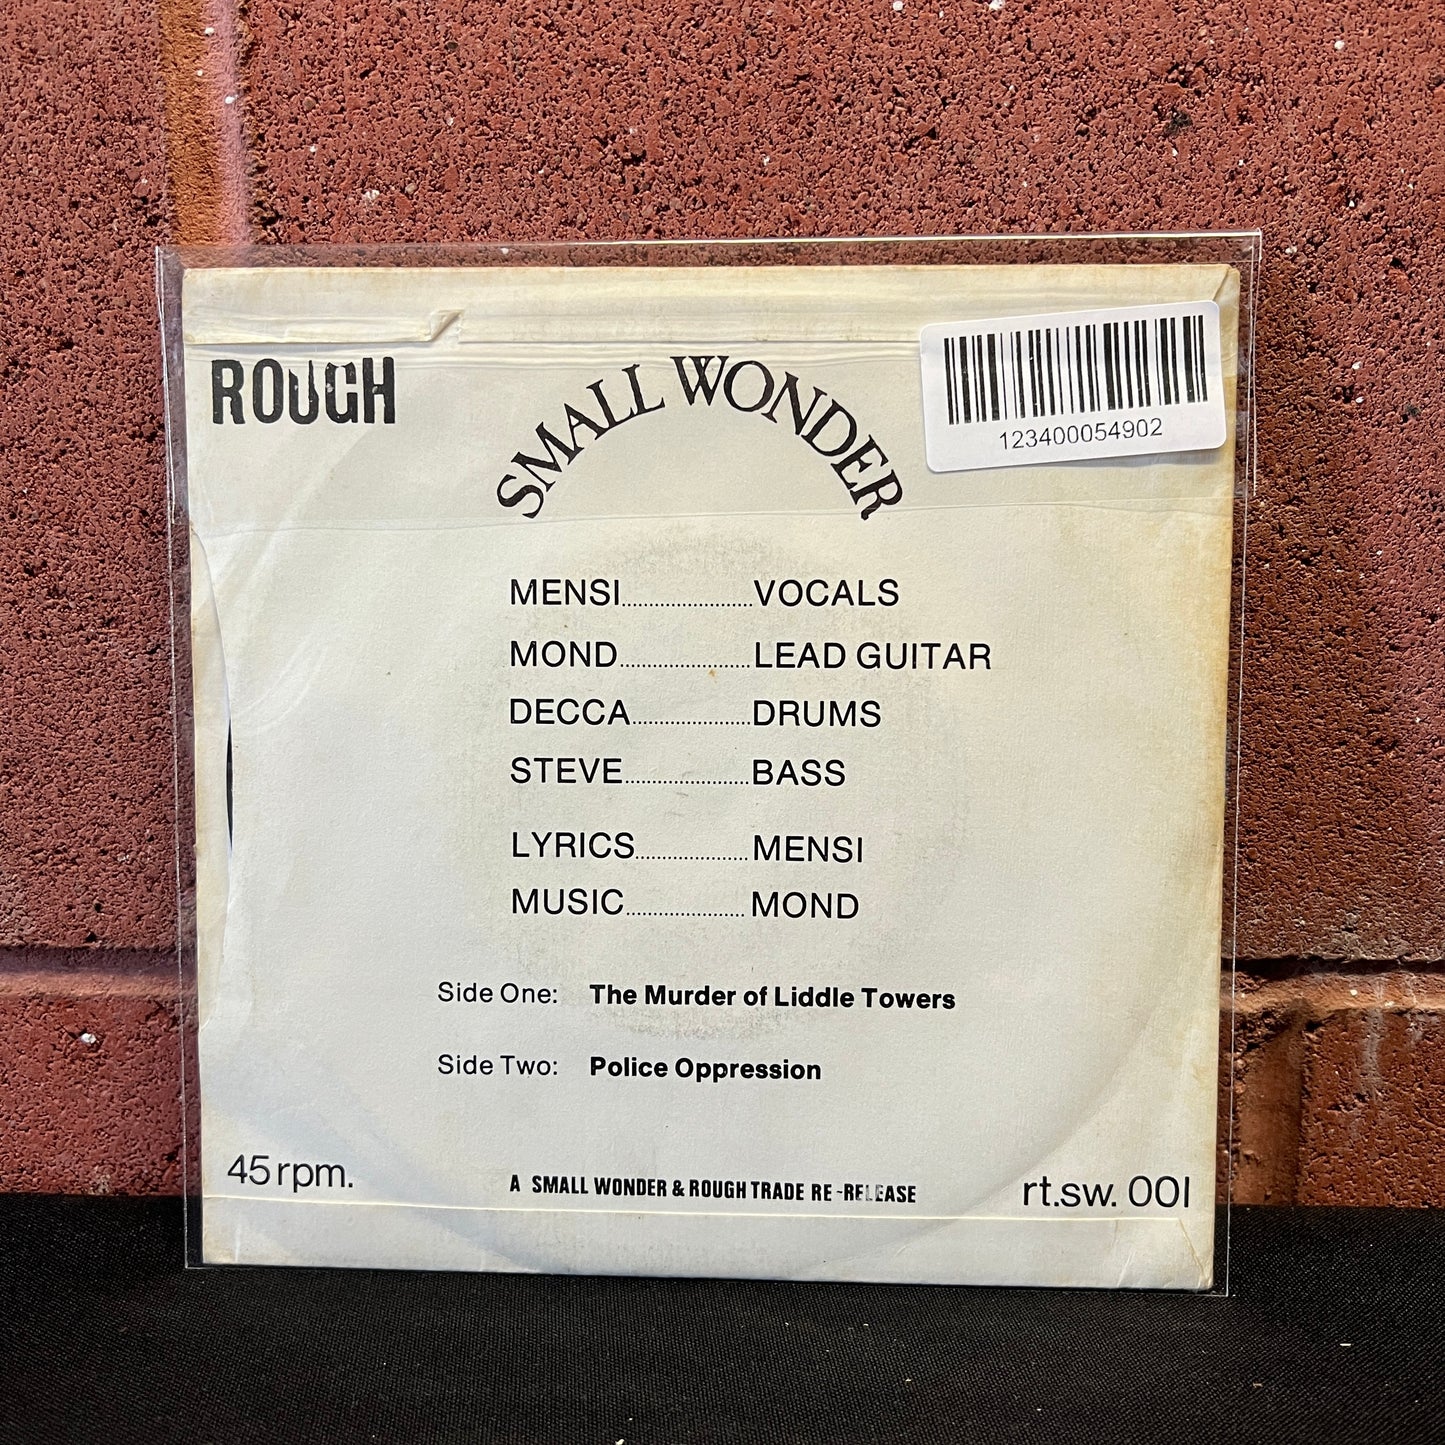 ROUGH
SMALL WONDER
123400054902
MENSI........................VOCALS
MOND........................LEAD GUITAR
DECCA......................DRUMS
STEVE.......................BASS
LYRICS.....................MENSI
MUSIC......................MOND
Side One: The Murder of Liddle Towers
Side Two: Police Oppression
45 rpm.
A SMALL WONDER & ROUGH TRADE RE-RELEASE
rt.sw. 001